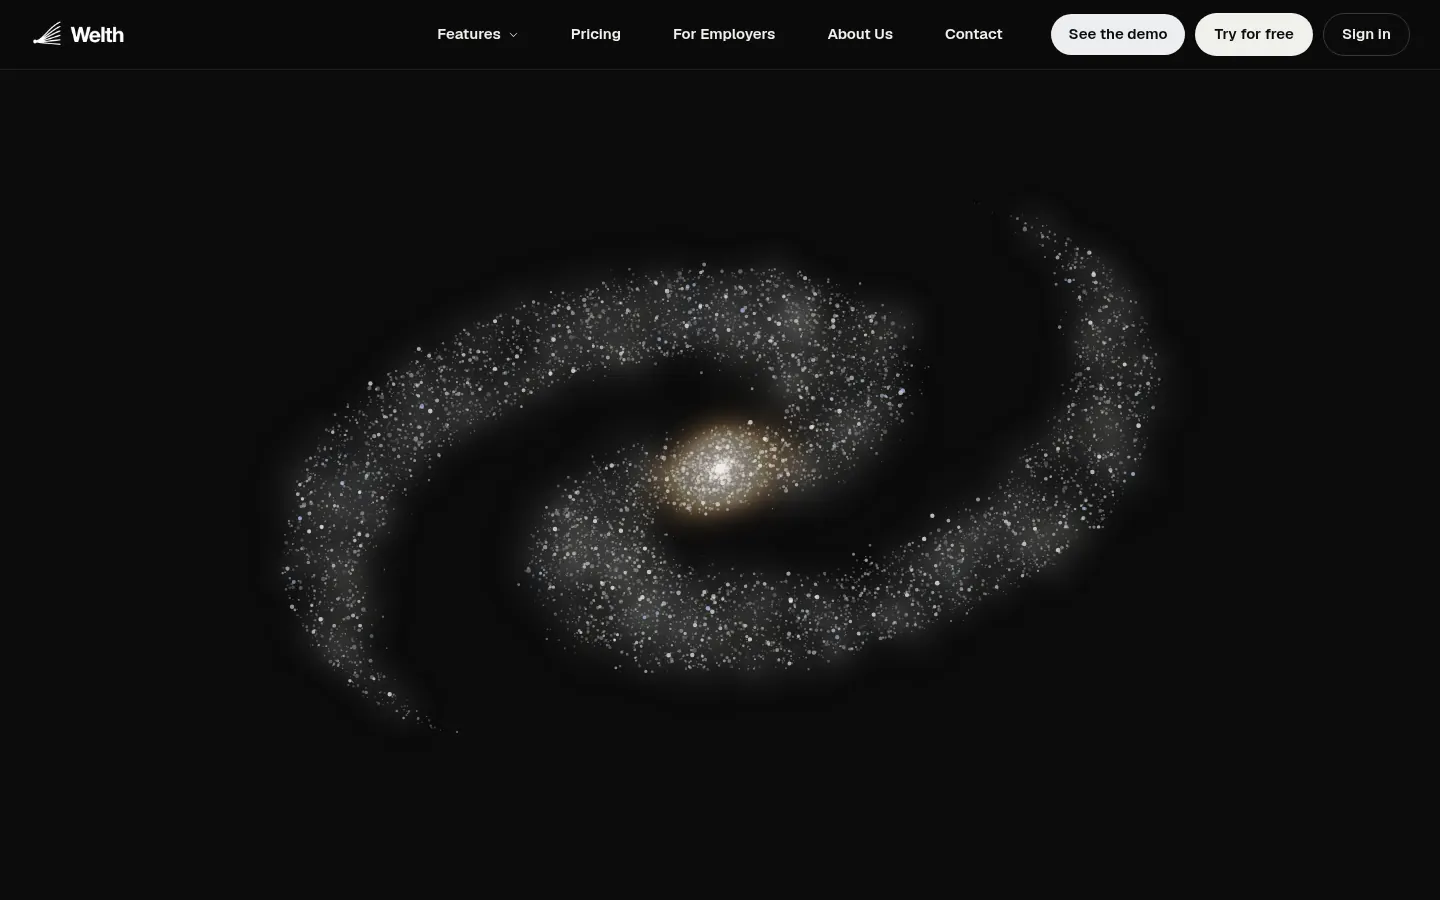 Welth
Features
Pricing
For Employers
About Us
Contact
See the demo
Try for free
Sign in